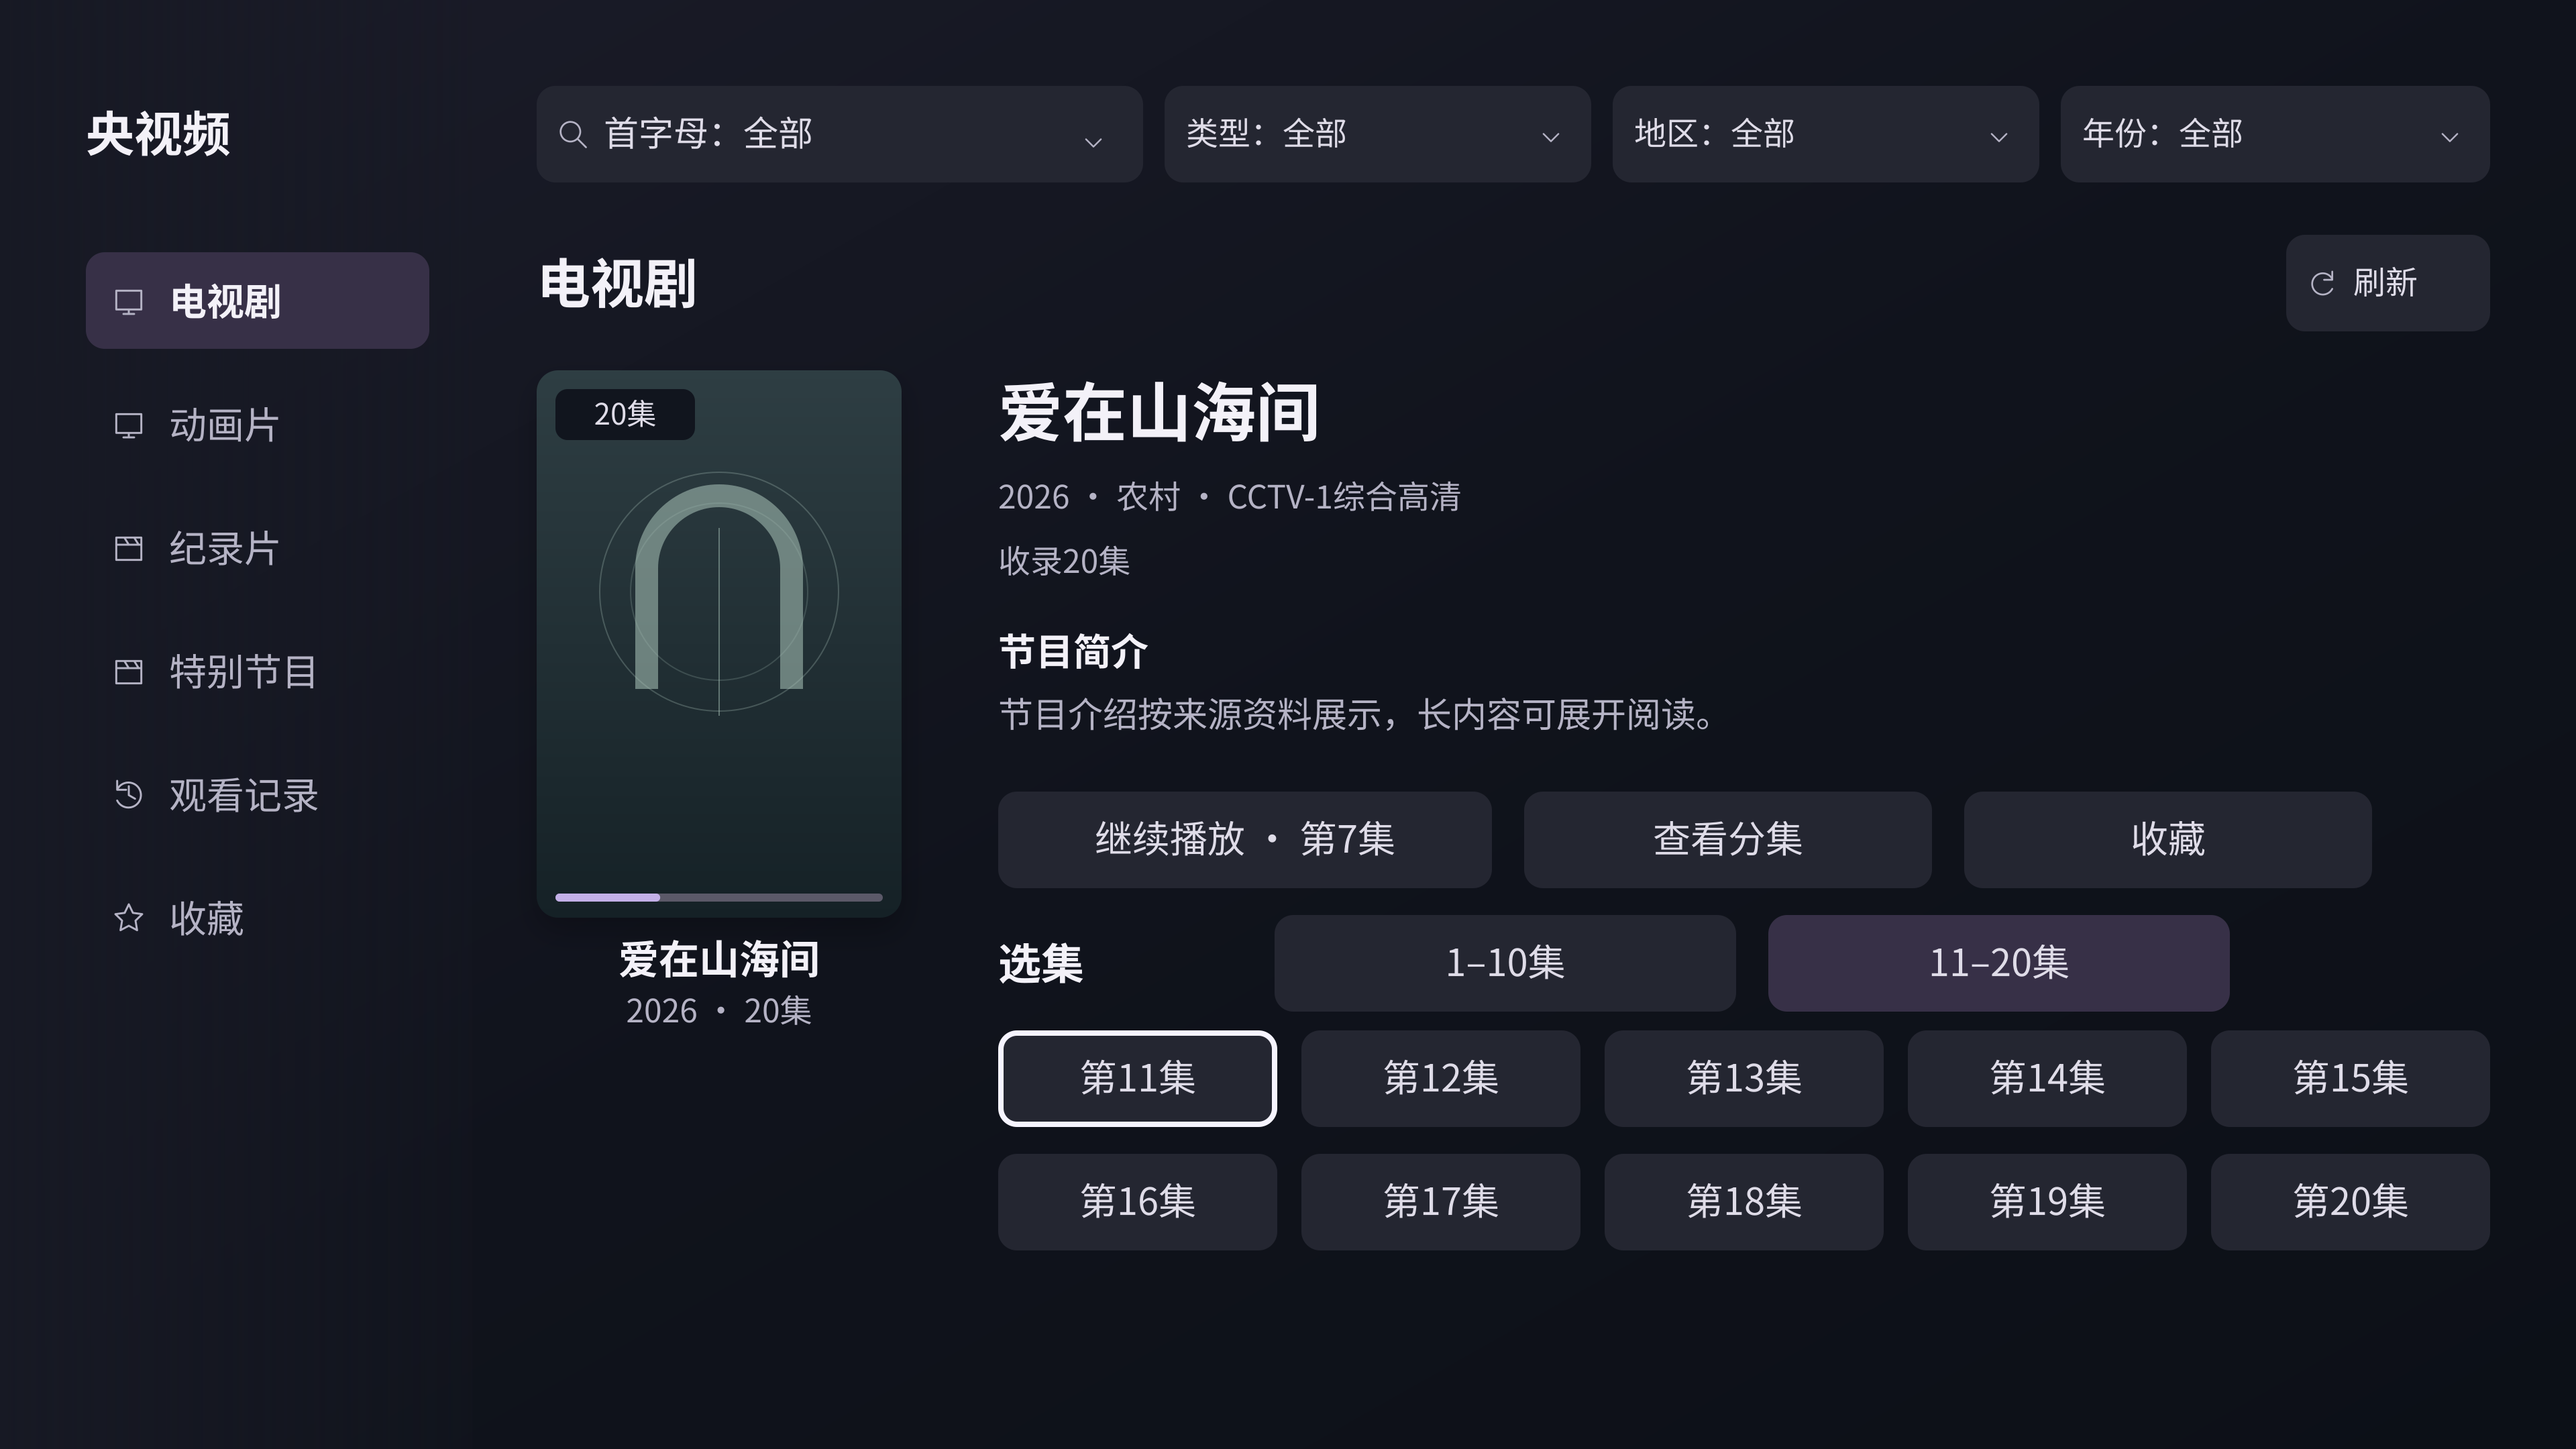 央视频
首字母：全部
类型：全部
地区：全部
年份：全部
电视剧
动画片
纪录片
特别节目
观看记录
收藏
电视剧
刷新
20集
爱在山海间
2026 · 20集
爱在山海间
2026 · 农村 · CCTV-1综合高清
收录20集
节目简介
节目介绍按来源资料展示，长内容可展开阅读。
继续播放 · 第7集
查看分集
收藏
选集
1–10集
11–20集
第11集
第12集
第13集
第14集
第15集
第16集
第17集
第18集
第19集
第20集